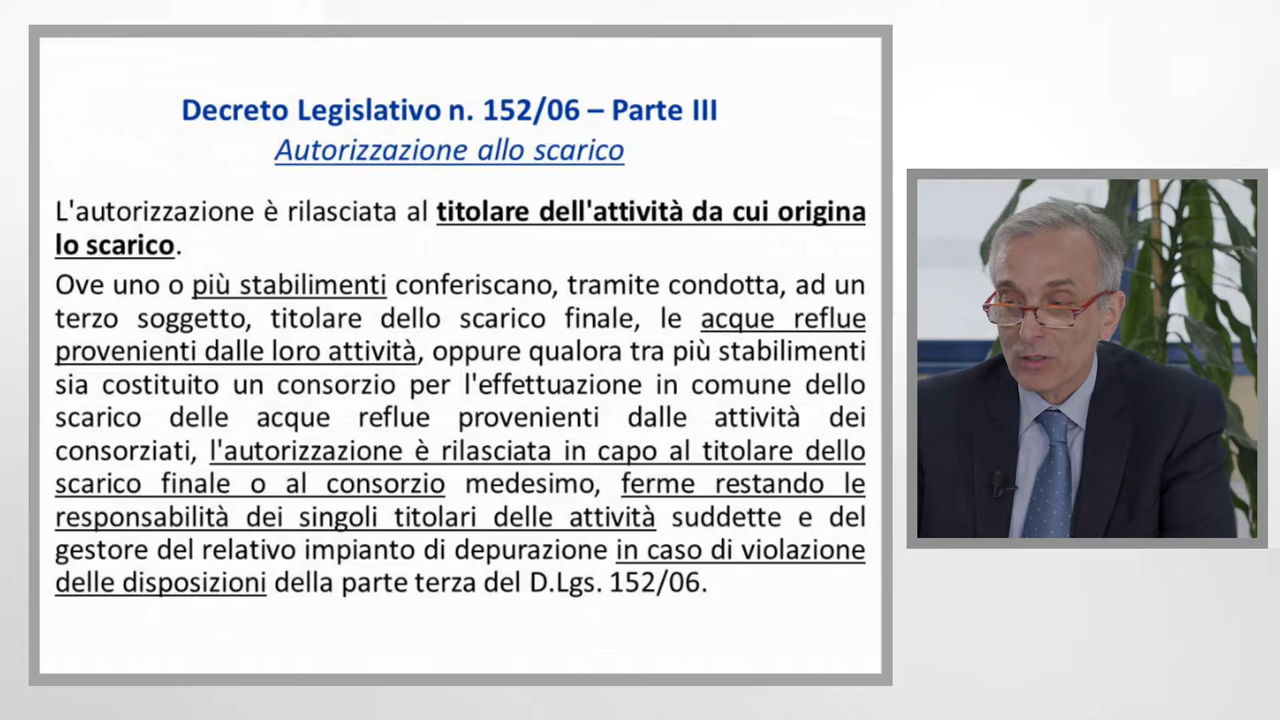 Decreto Legislativo n. 152/06 – Parte III
Autorizzazione allo scarico
L'autorizzazione è rilasciata al titolare dell'attività da cui origina
lo scarico.
Ove uno o più stabilimenti conferiscano, tramite condotta, ad un
terzo soggetto, titolare dello scarico finale, le acque reflue
provenienti dalle loro attività, oppure qualora tra più stabilimenti
sia costituito un consorzio per l'effettuazione in comune dello
scarico delle acque reflue provenienti dalle attività dei
consorziati, l'autorizzazione è rilasciata in capo al titolare dello
scarico finale o al consorzio medesimo, ferme restando le
responsabilità dei singoli titolari delle attività suddette e del
gestore del relativo impianto di depurazione in caso di violazione
delle disposizioni della parte terza del D.Lgs. 152/06.